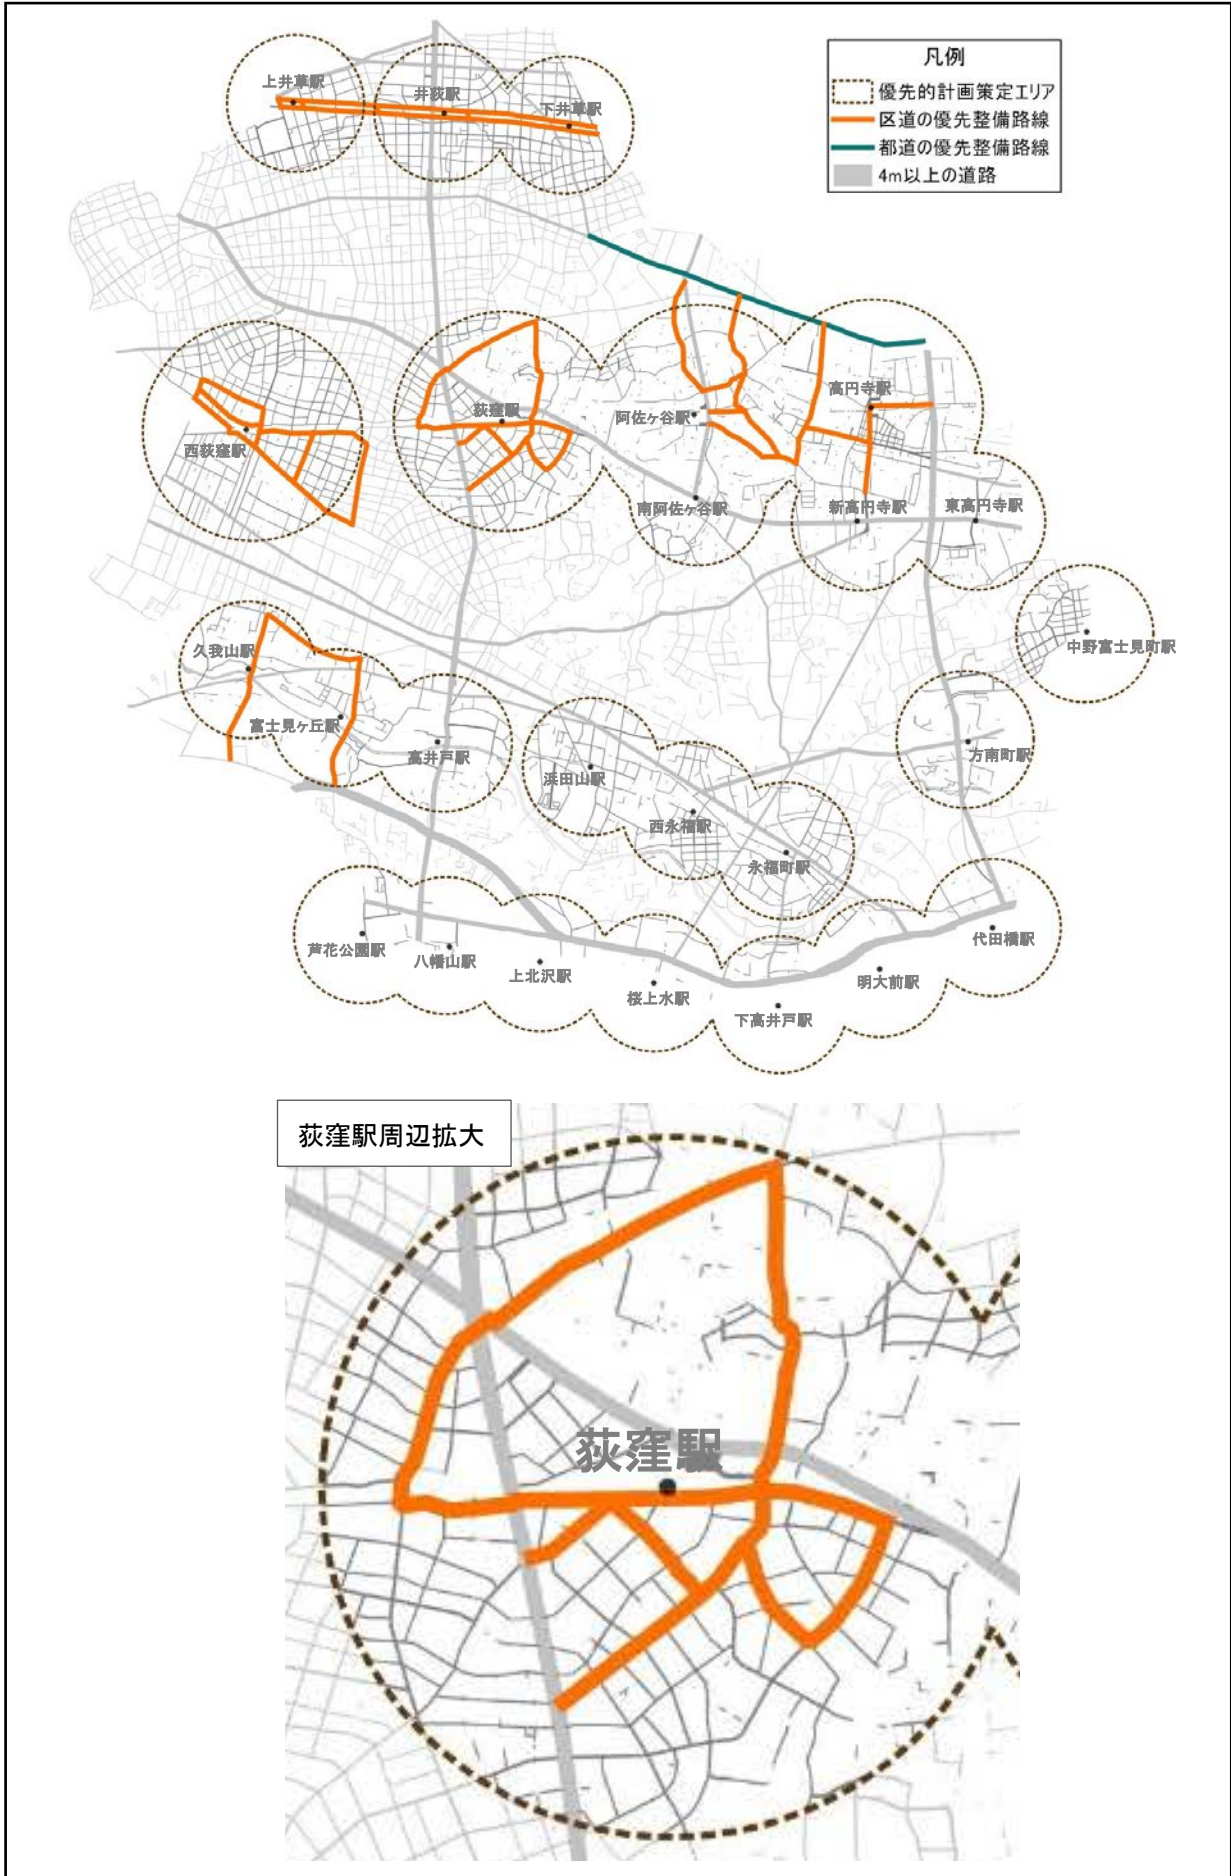 凡例
優先的計画策定エリア
区道の優先整備路線
都道の優先整備路線
4m以上の道路
上井草駅
井荻駅
下井草駅
高円寺駅
荻窪駅
阿佐ヶ谷駅
西荻窪駅
南阿佐ヶ谷駅
新高円寺駅
東高円寺駅
久我山駅
中野富士見町駅
富士見ヶ丘駅
高井戸駅
浜田山駅
方南町駅
西永福駅
永福町駅
芦花公園駅
八幡山駅
上北沢駅
桜上水駅
下高井戸駅
明大前駅
代田橋駅
荻窪駅周辺拡大
荻窪駅